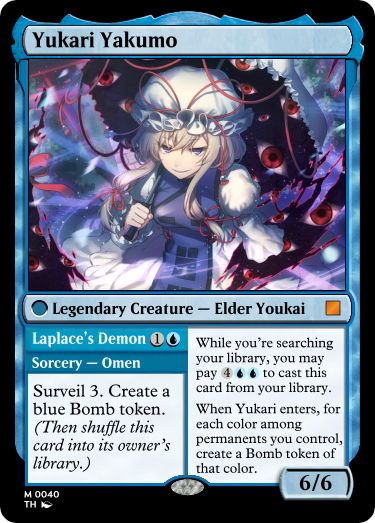 Yukari Yakumo
Legendary Creature — Elder Youkai
Laplace's Demon 1
Sorcery — Omen
Surveil 3. Create a
blue Bomb token.
(Then shuffle this
card into its owner's
library.)
While you're searching
your library, you may
pay 4 to cast this
card from your library.
When Yukari enters, for
each color among
permanents you control,
create a Bomb token of
that color.
6/6
M 0040
TH